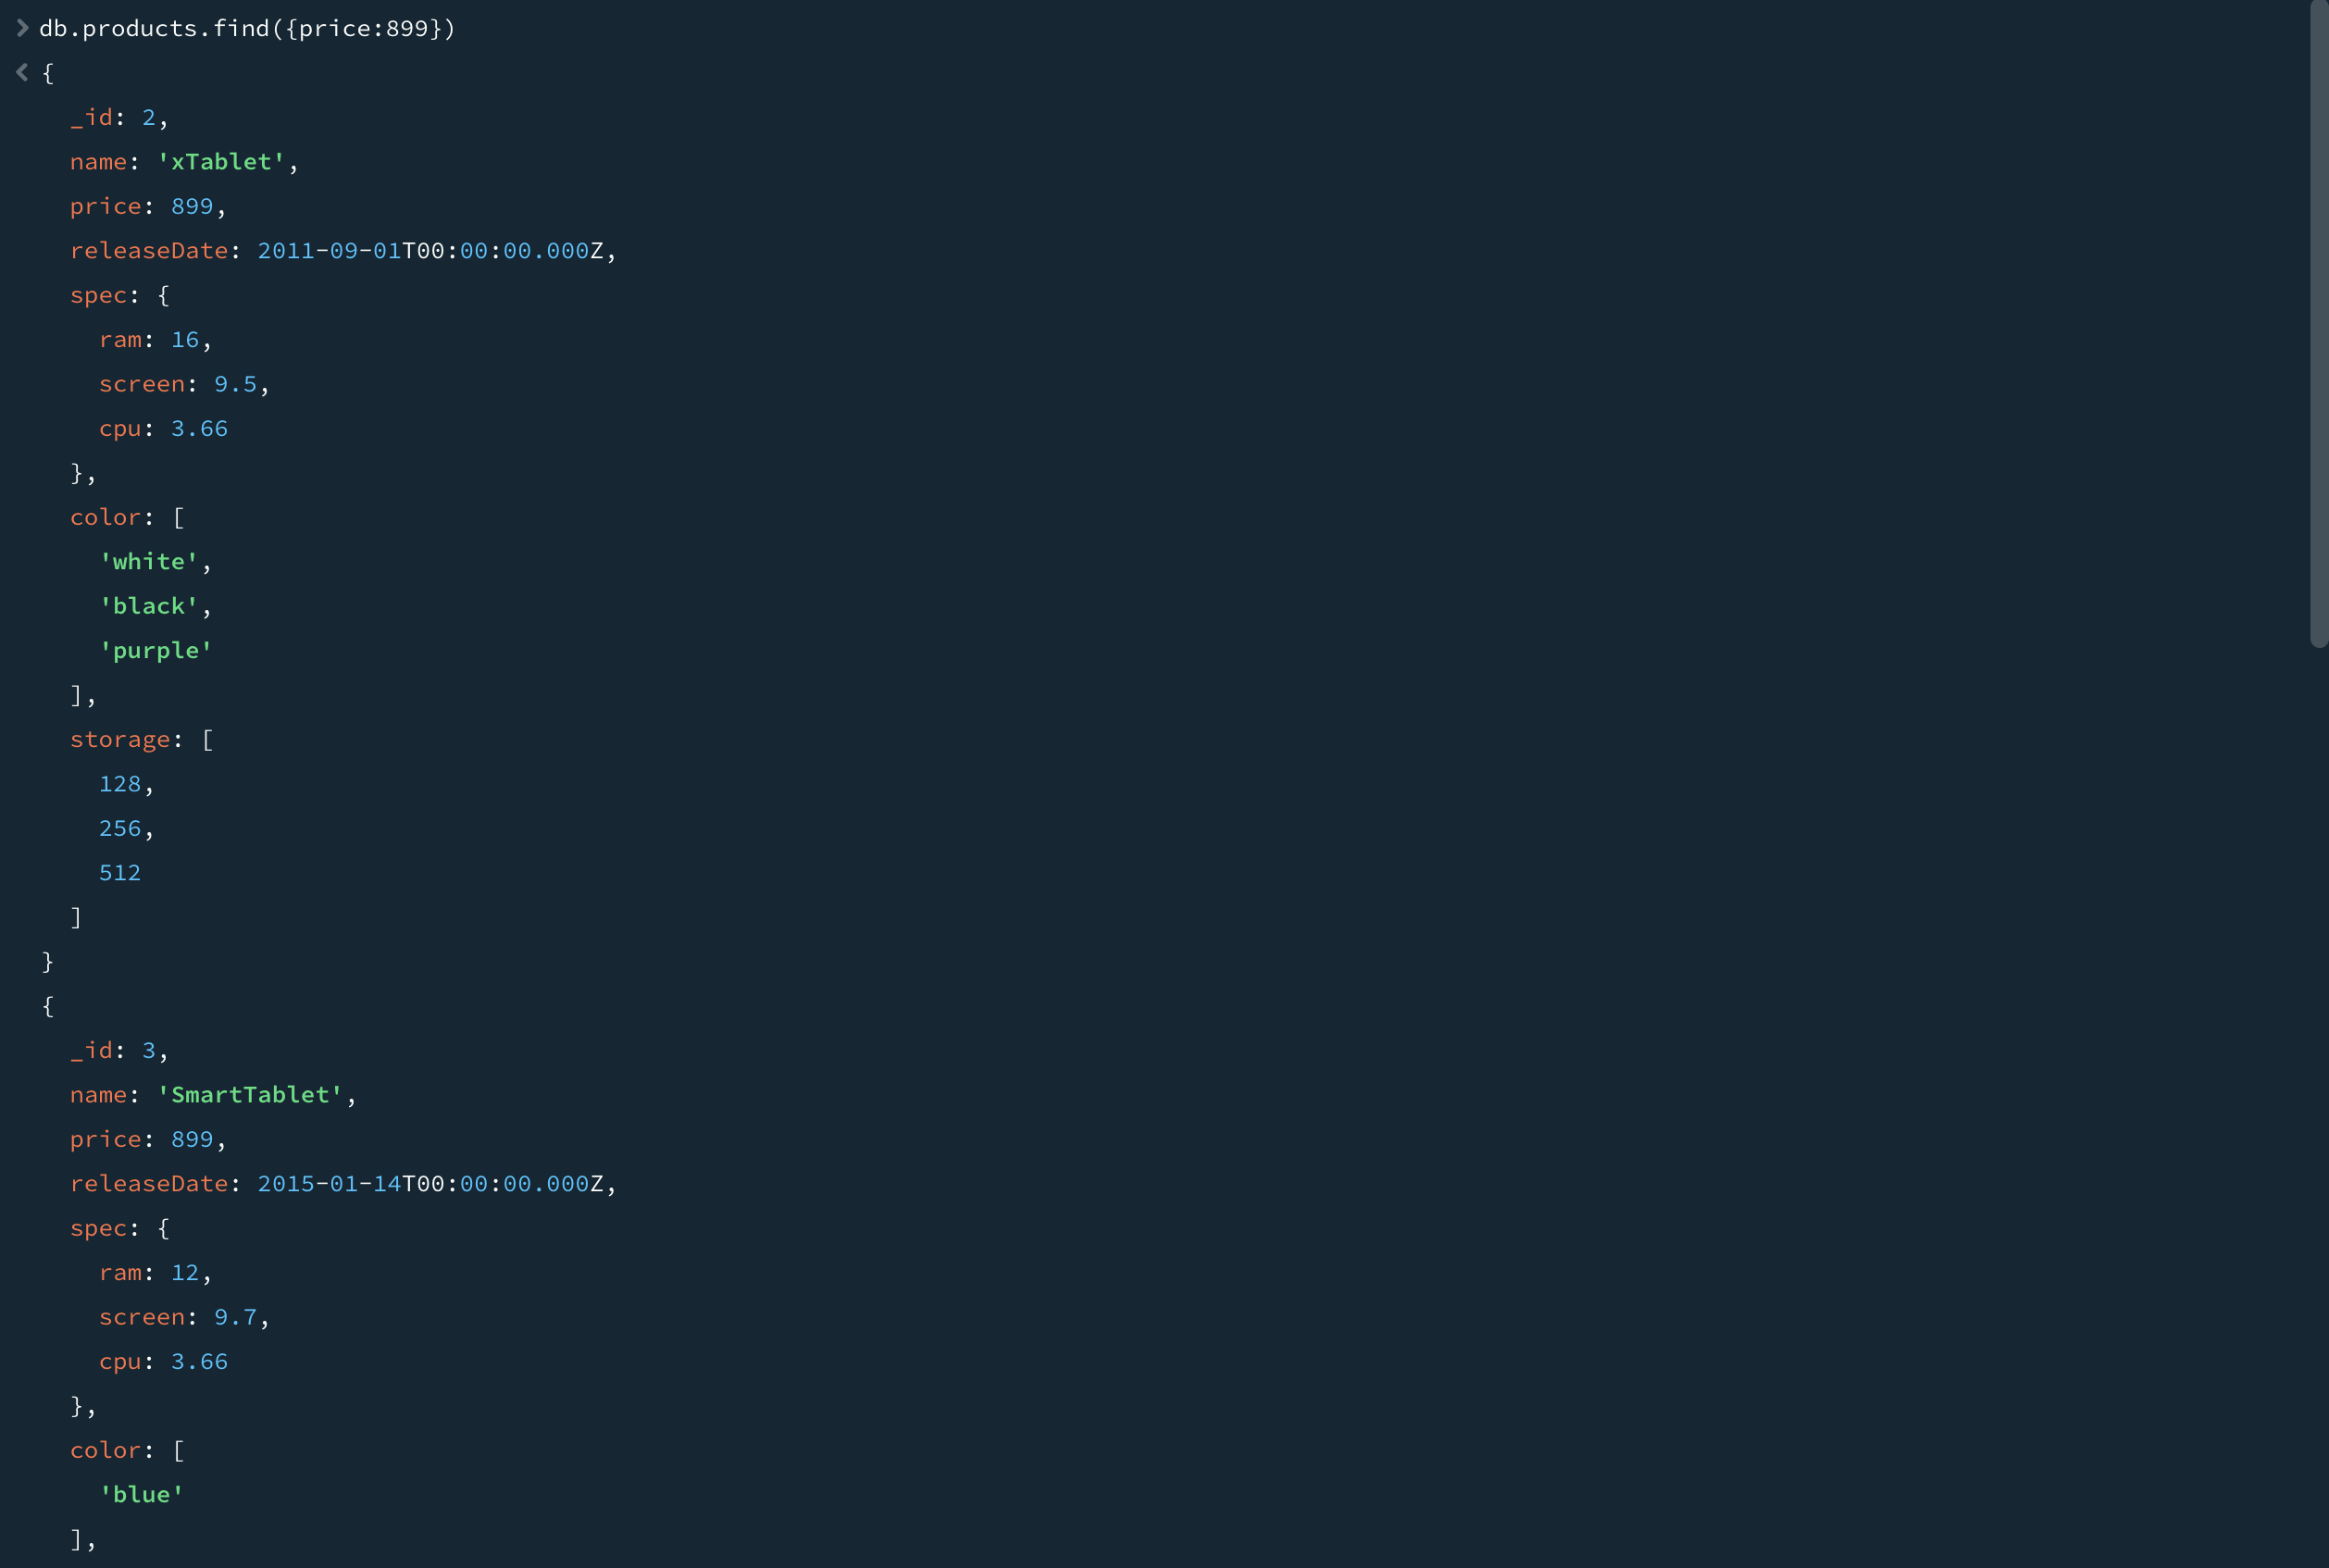 db.products.find({price:899})
{
_id: 2,
name: 'xTablet',
price: 899,
releaseDate: 2011-09-01T00:00:00.000Z,
spec: {
ram: 16,
screen: 9.5,
cpu: 3.66
},
color: [
'white',
'black',
'purple'
],
storage: [
128,
256,
512
]
}
{
_id: 3,
name: 'SmartTablet',
price: 899,
releaseDate: 2015-01-14T00:00:00.000Z,
spec: {
ram: 12,
screen: 9.7,
cpu: 3.66
},
color: [
'blue'
],